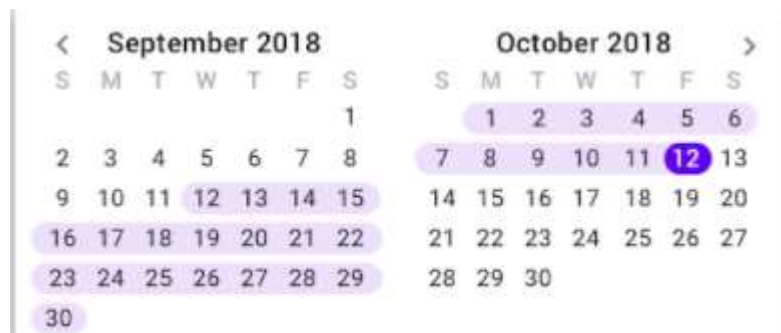 < September 2018
S M T W T F S
1
2 3 4 5 6 7 8
9 10 11 12 13 14 15
16 17 18 19 20 21 22
23 24 25 26 27 28 29
30
October 2018 >
S M T W T F S
1 2 3 4 5 6
7 8 9 10 11 12 13
14 15 16 17 18 19 20
21 22 23 24 25 26 27
28 29 30